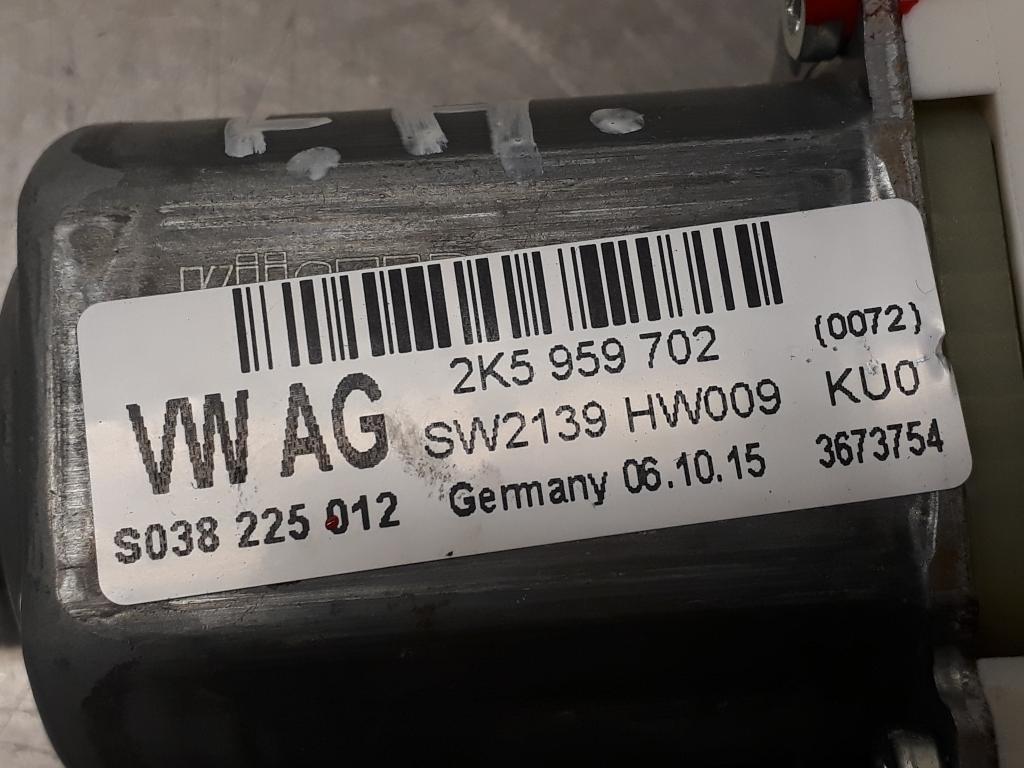 2K5 959 702
(0072)
VW AG
SW2139 HW009
KU0
S038 225 012
Germany 06.10.15
3673754